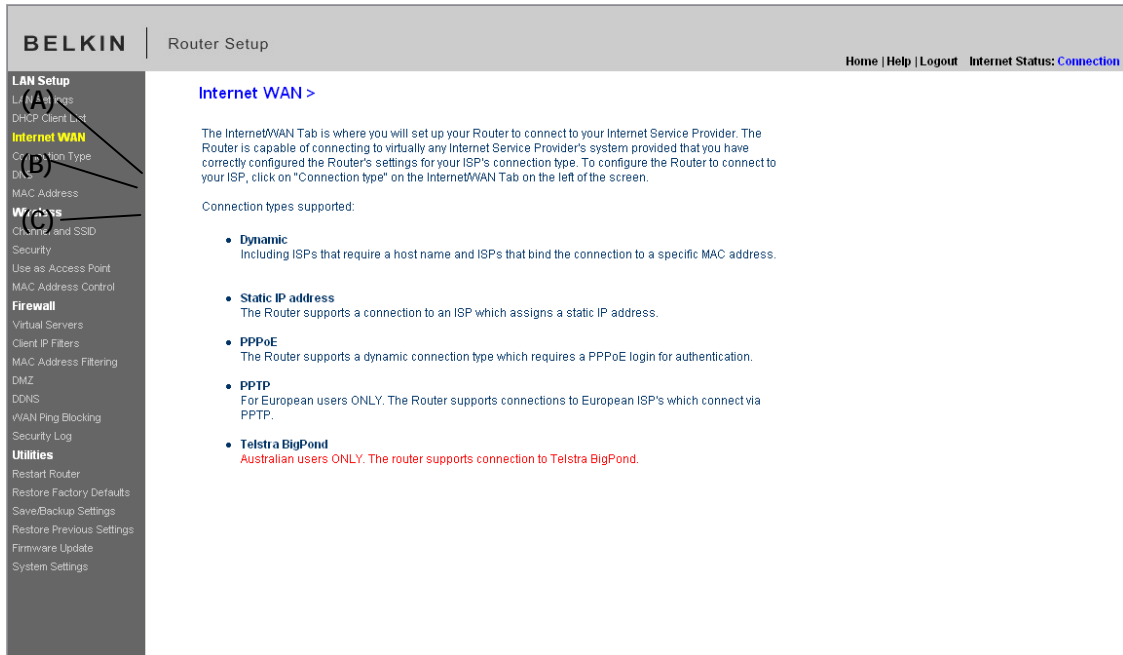 BELKIN
Router Setup
Home | Help | Logout Internet Status: Connection
LAN Setup
LAN Settings
(A)
DHCP Client List
Internet WAN
Connection Type
(B)
DNS
MAC Address
Wireless
(C)
Channel and SSID
Security
Use as Access Point
MAC Address Control
Firewall
Virtual Servers
Client IP Filters
MAC Address Filtering
DMZ
DDNS
WAN Ping Blocking
Security Log
Utilities
Restart Router
Restore Factory Defaults
Save/Backup Settings
Restore Previous Settings
Firmware Update
System Settings
Internet WAN >
The Internet/WAN Tab is where you will set up your Router to connect to your Internet Service Provider. The
Router is capable of connecting to virtually any Internet Service Provider's system provided that you have
correctly configured the Router's settings for your ISP's connection type. To configure the Router to connect to
your ISP, click on "Connection type" on the Internet/WAN Tab on the left of the screen.
Connection types supported:
• Dynamic
Including ISPs that require a host name and ISPs that bind the connection to a specific MAC address.
• Static IP address
The Router supports a connection to an ISP which assigns a static IP address.
• PPPoE
The Router supports a dynamic connection type which requires a PPPoE login for authentication.
• PPTP
For European users ONLY. The Router supports connections to European ISP's which connect via
PPTP.
• Telstra BigPond
Australian users ONLY. The router supports connection to Telstra BigPond.